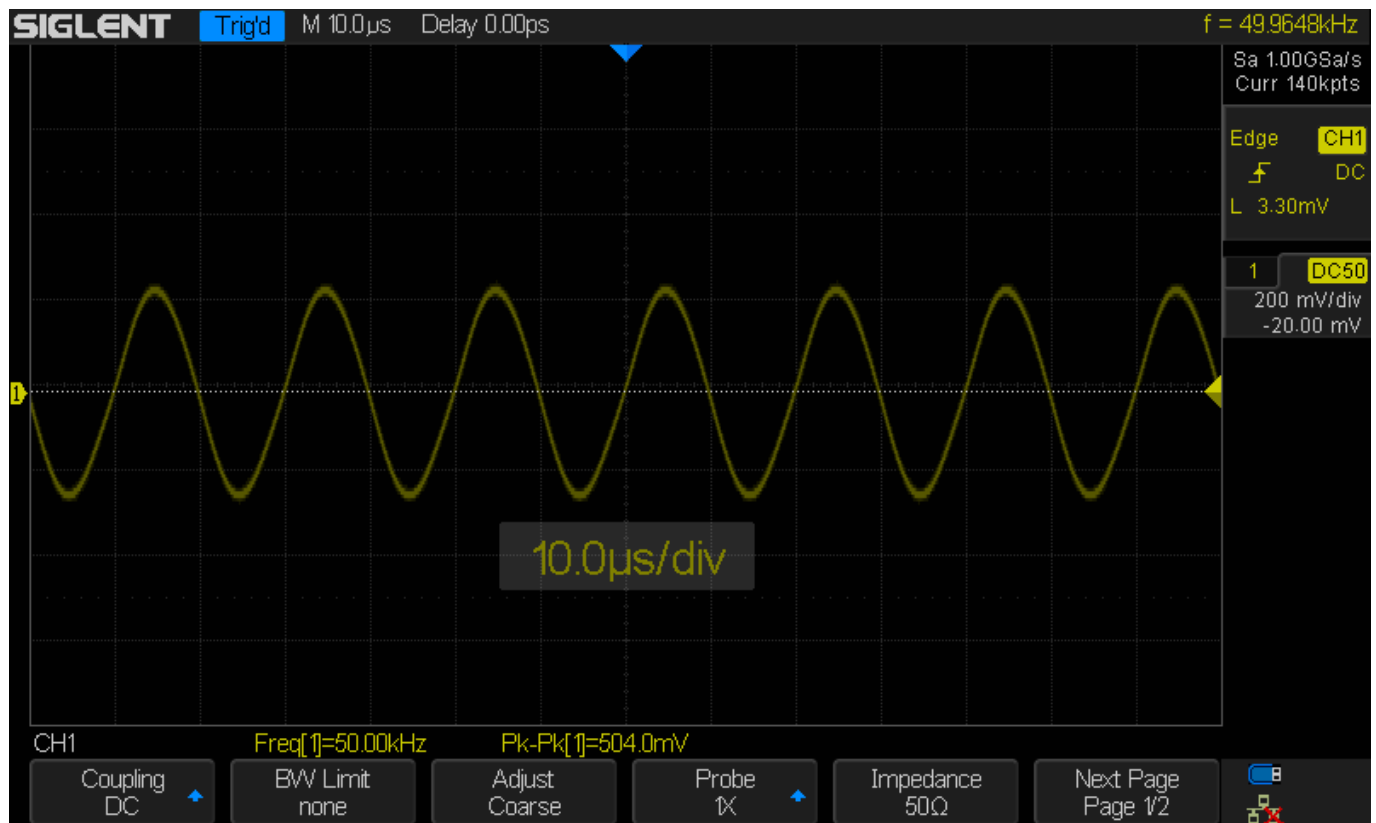 SIGLENT Trig'd M 10.0µs Delay 0.00ps f = 49.9648kHz
Sa 1.00GSa/s
Curr 140kpts
Edge CH1
DC
L 3.30mV
1 DC50
200 mV/div
-20.00 mV
1
10.0µs/div
CH1 Freq[1]=50.00kHz Pk-Pk[1]=504.0mV
Coupling BW Limit Adjust Probe Impedance Next Page
DC none Coarse 1X 50Ω Page 1/2